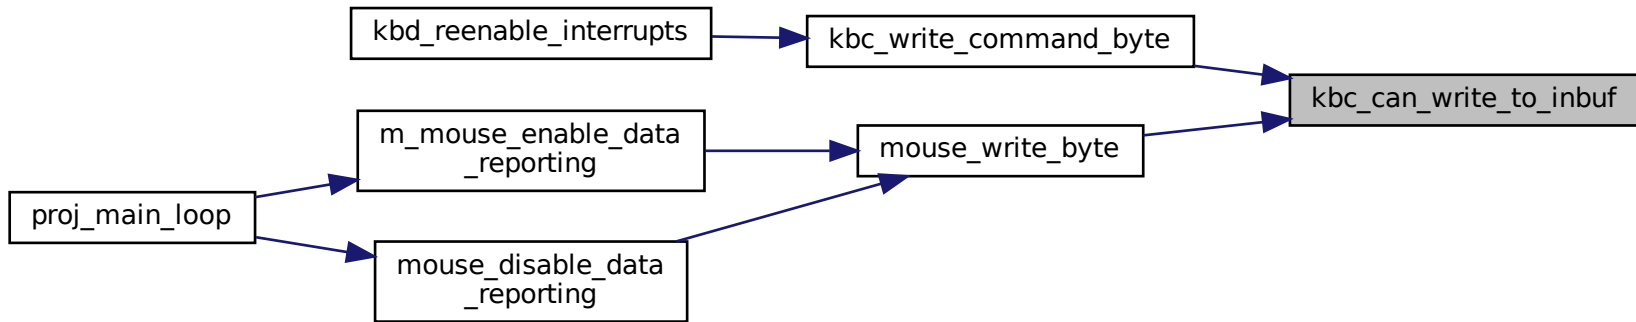 kbd_reenable_interrupts
kbc_write_command_byte
kbc_can_write_to_inbuf
m_mouse_enable_data
_reporting
mouse_write_byte
proj_main_loop
mouse_disable_data
_reporting